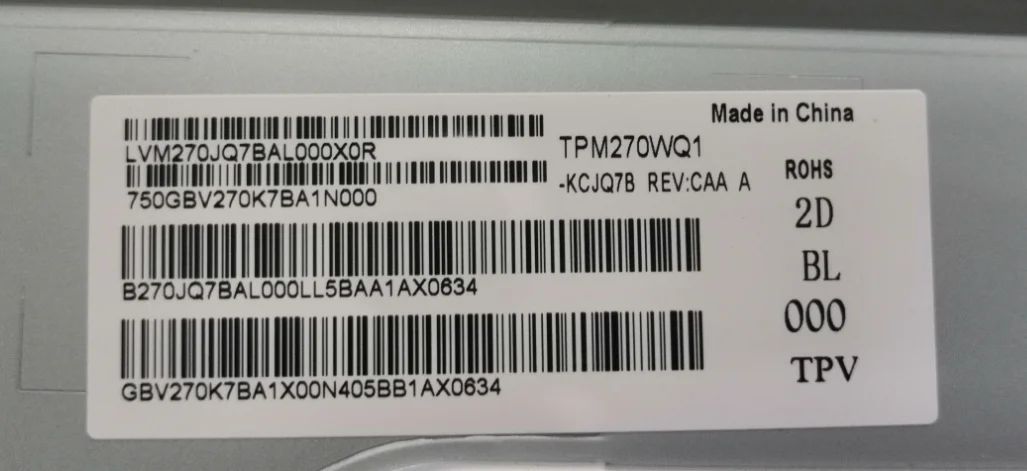 Made in China
LVM270JQ7BAL000X0R
TPM270WQ1
-KCJQ7B REV:CAA A
750GBV270K7BA1N000
ROHS
2D
B270JQ7BAL000LL5BAA1AX0634
BL
000
GBV270K7BA1X00N405BB1AX0634
TPV